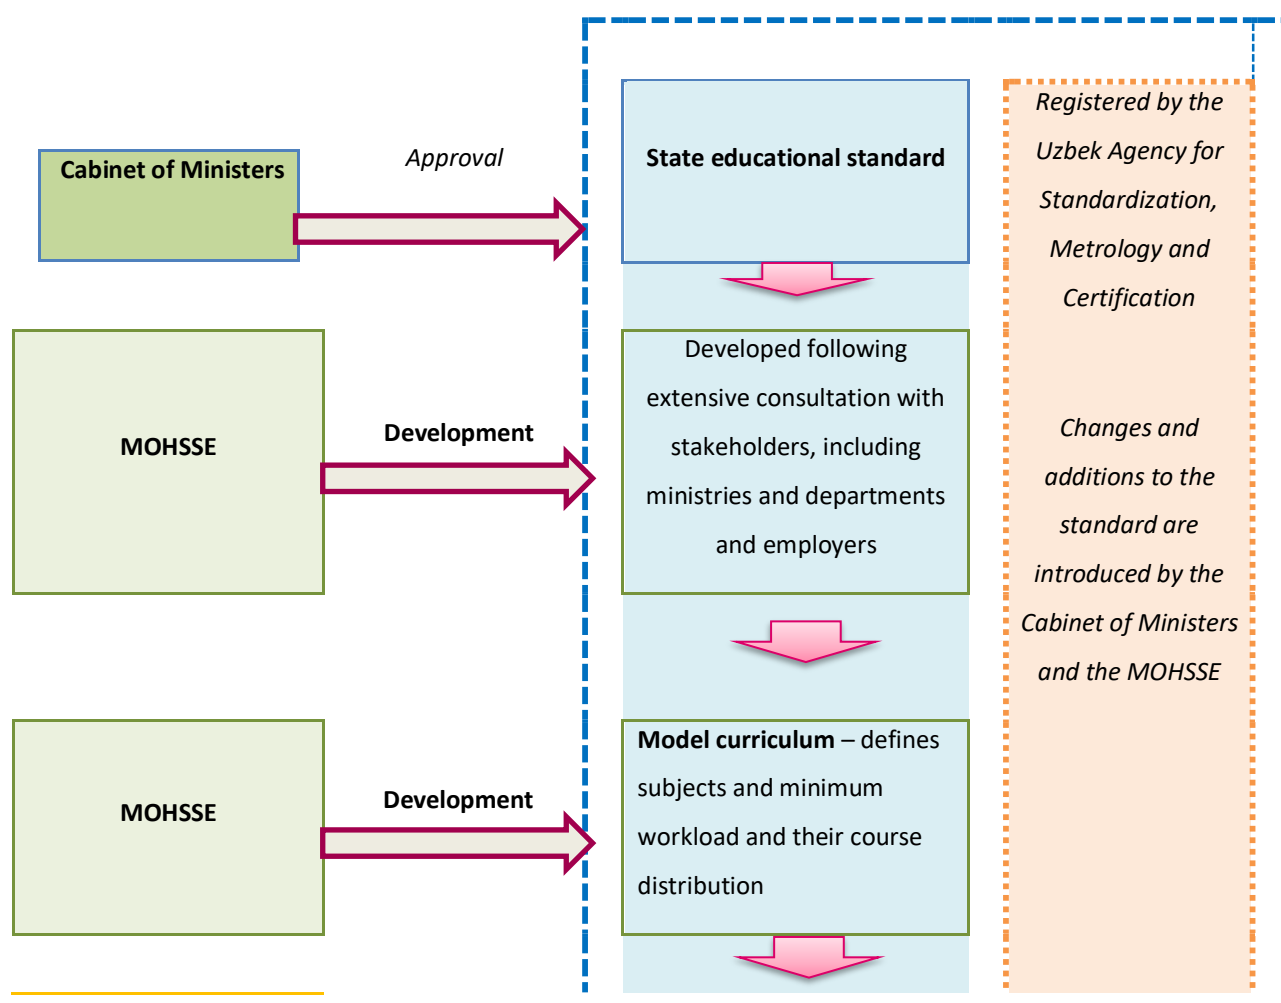 Cabinet of Ministers
Approval
State educational standard
Registered by the
Uzbek Agency for
Standardization,
Metrology and
Certification
MOHSSE
Development
Developed following
extensive consultation with
stakeholders, including
ministries and departments
and employers
Changes and
additions to the
standard are
introduced by the
Cabinet of Ministers
and the MOHSSE
MOHSSE
Development
Model curriculum – defines
subjects and minimum
workload and their course
distribution